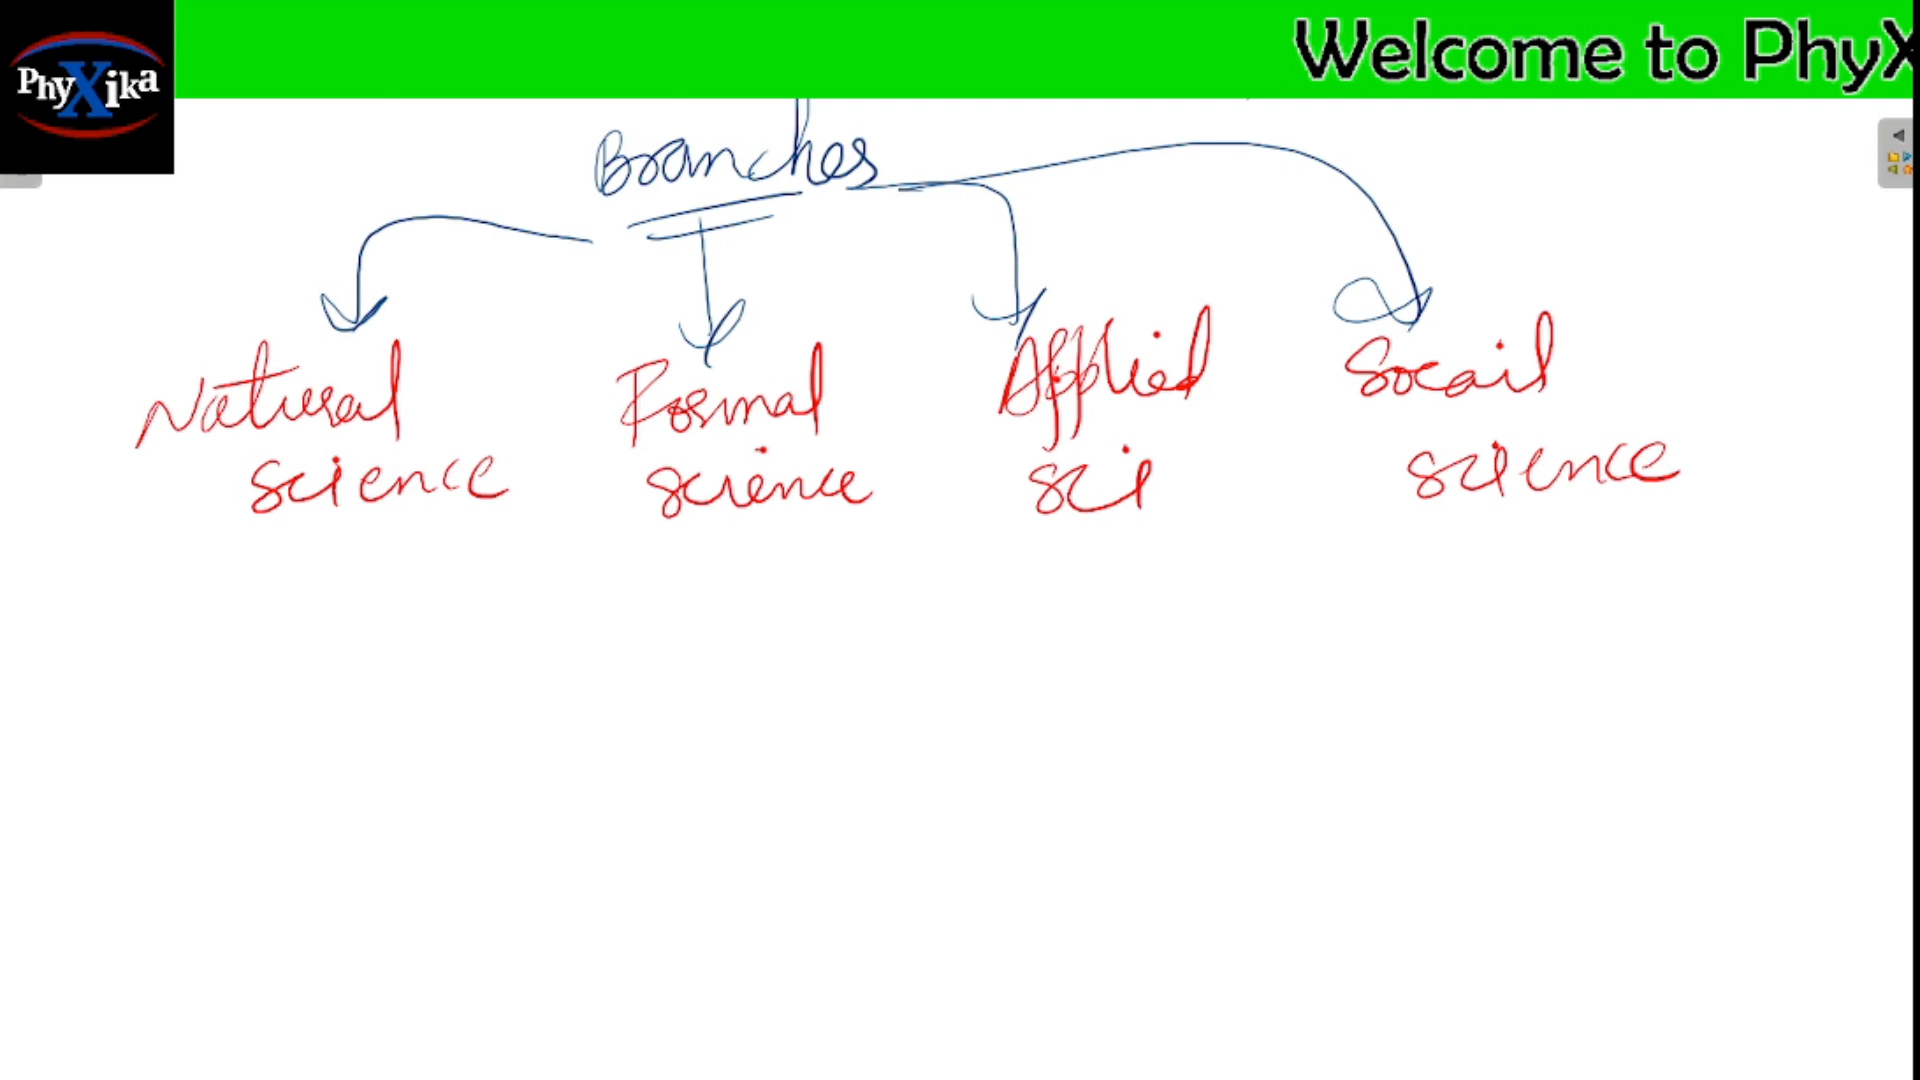 PhyXika
Welcome to PhyX
Branches
Natural science
Formal science
Applied sci
Socail science